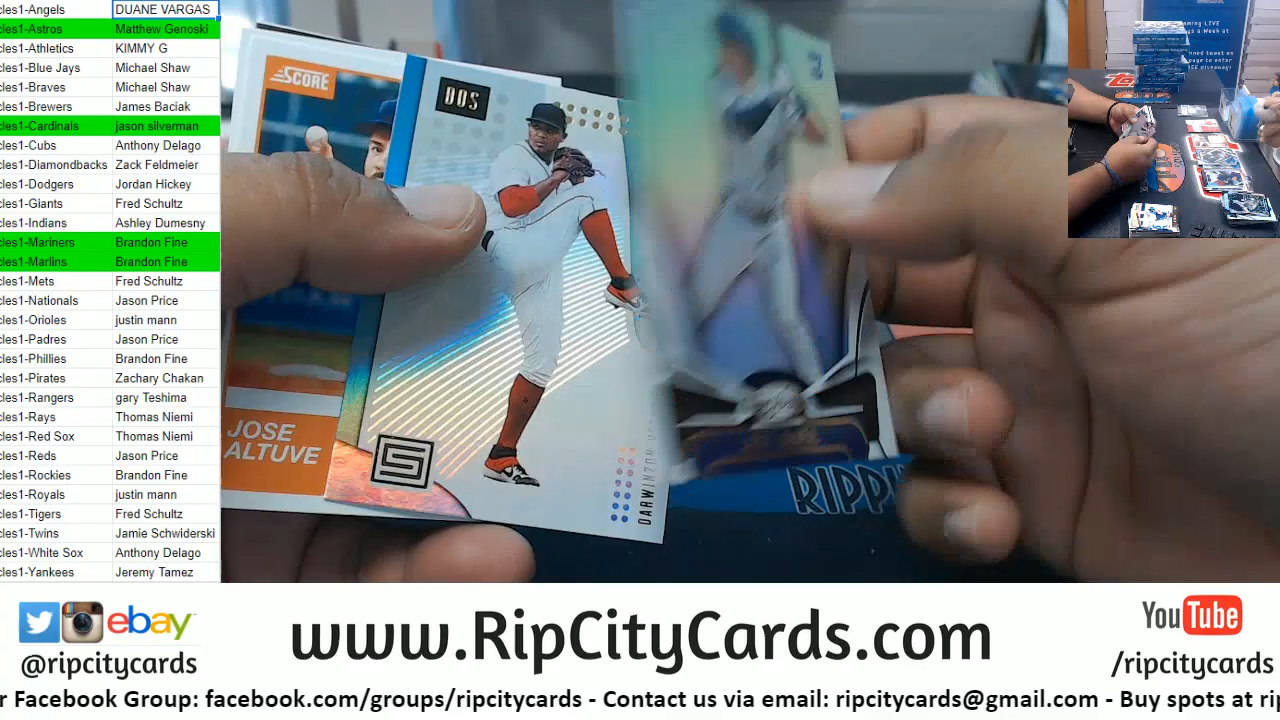 cles1-Angels DUANE VARGAS
cles1-Astros Matthew Genoski
cles1-Athletics KIMMY G
cles1-Blue Jays Michael Shaw
cles1-Braves Michael Shaw
cles1-Brewers James Baciak
cles1-Cardinals jason silverman
cles1-Cubs Anthony Delago
cles1-Diamondbacks Zack Feldmeier
cles1-Dodgers Jordan Hickey
cles1-Giants Fred Schultz
cles1-Indians Ashley Dumesny
cles1-Mariners Brandon Fine
cles1-Marlins Brandon Fine
cles1-Mets Fred Schultz
cles1-Nationals Jason Price
cles1-Orioles justin mann
cles1-Padres Jason Price
cles1-Phillies Brandon Fine
cles1-Pirates Zachary Chakan
cles1-Rangers gary Teshima
cles1-Rays Thomas Niemi
cles1-Red Sox Thomas Niemi
cles1-Reds Jason Price
cles1-Rockies Brandon Fine
cles1-Royals justin mann
cles1-Tigers Fred Schultz
cles1-Twins Jamie Schwiderski
cles1-White Sox Anthony Delago
cles1-Yankees Jeremy Tamez
SCORE
JOSE
ALTUVE
DOS
DARWINZON
RIPPI
ebay
@ripcitycards
www.RipCityCards.com
YouTube
/ripcitycards
r Facebook Group: facebook.com/groups/ripcitycards - Contact us via email: ripcitycards@gmail.com - Buy spots at rip